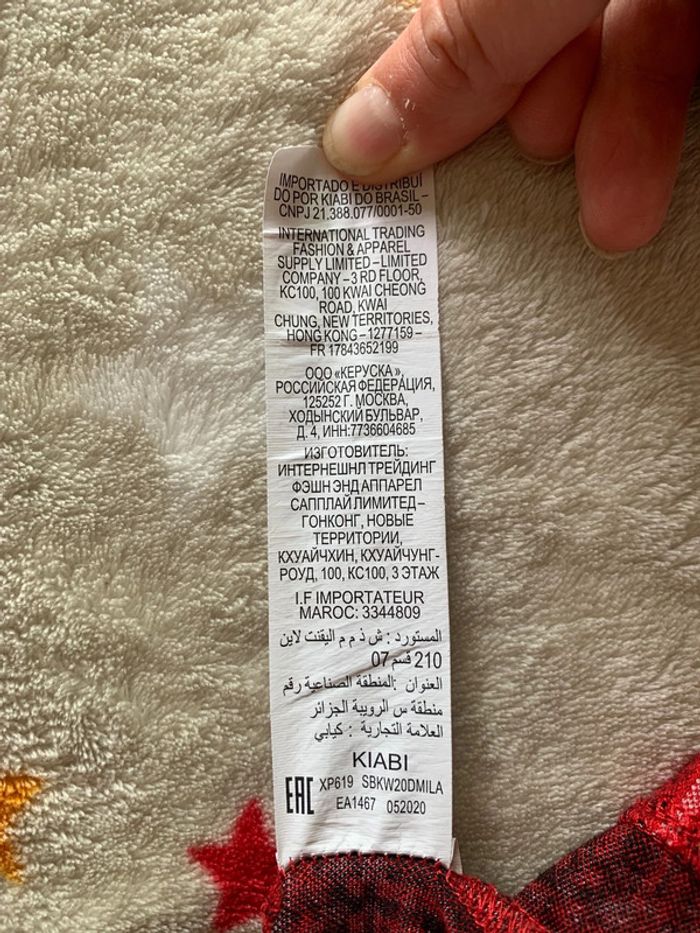 IMPORTADO E DISTRIBUÍ
DO POR KIABI DO BRASIL –
CNPJ 21.388.077/0001-50
INTERNATIONAL TRADING
FASHION & APPAREL
SUPPLY LIMITED – LIMITED
COMPANY – 3 RD FLOOR,
KC100, 100 KWAI CHEONG
ROAD, KWAI
CHUNG, NEW TERRITORIES,
HONG KONG – 1277159 –
FR 17843652199
ООО «КЕРУСКА»,
РОССИЙСКАЯ ФЕДЕРАЦИЯ,
125252 Г. МОСКВА,
ХОДЫНСКИЙ БУЛЬВАР,
Д. 4, ИНН:7736604685
ИЗГОТОВИТЕЛЬ:
ИНТЕРНЕШНЛ ТРЕЙДИНГ
ФЭШН ЭНД АППАРЕЛ
САППЛАЙ ЛИМИТЕД –
ГОНКОНГ, НОВЫЕ
ТЕРРИТОРИИ,
КХУАЙЧХИН, КХУАЙЧУНГ-
РОУД, 100, КС100, 3 ЭТАЖ
I.F IMPORTATEUR
MAROC: 3344809
المستورد : ش ذ م م اليقنت لاين
210 قسم 07
العنوان :المنطقة الصناعية رقم
منطقة س الرويبة الجزائر
العلامة التجارية : كيابي
KIABI
EAC XP619 SBKW20DMILA
EA1467 052020